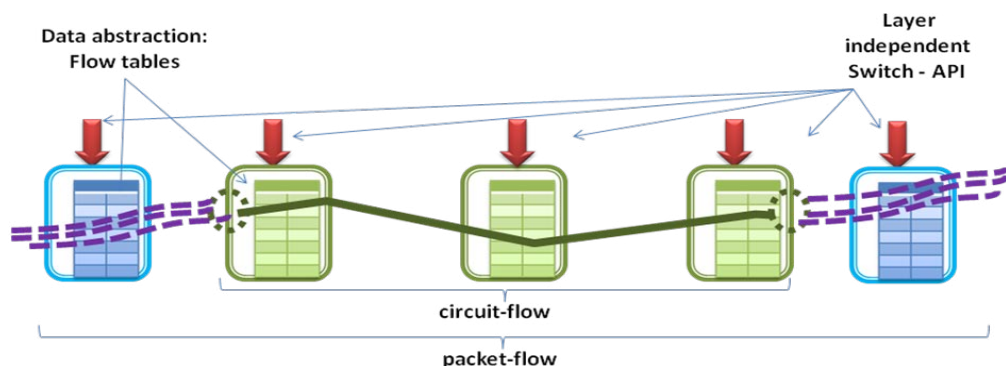 Data abstraction:
Flow tables
Layer
independent
Switch - API
circuit-flow
packet-flow